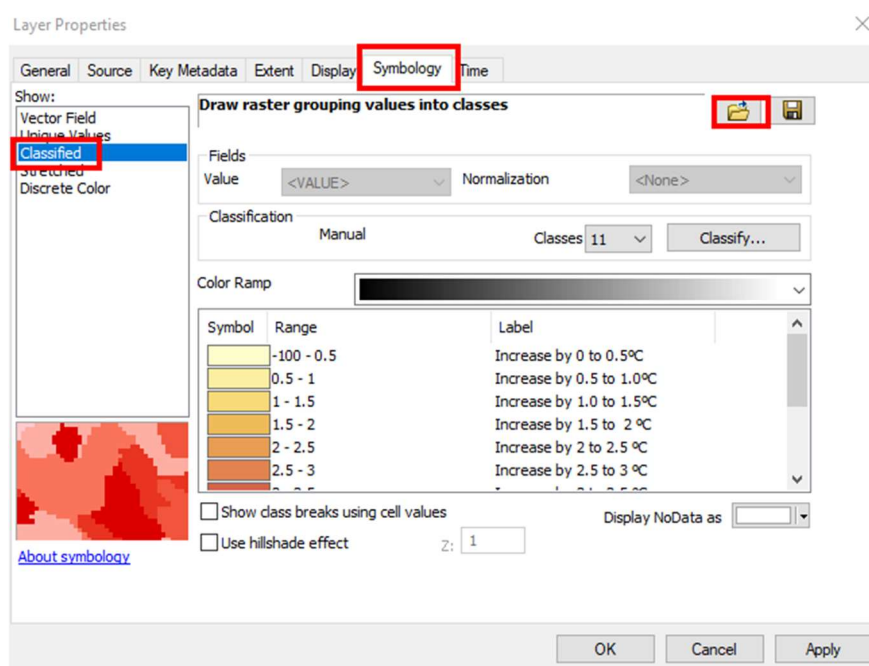 Layer Properties
General Source Key Metadata Extent Display Symbology Time
Show:
Vector Field
Unique Values
Classified
Stretched
Discrete Color
About symbology
Draw raster grouping values into classes
Fields
Value <VALUE> Normalization <None>
Classification
Manual Classes 11 Classify...
Color Ramp
Symbol Range Label
-100 - 0.5 Increase by 0 to 0.5ºC
0.5 - 1 Increase by 0.5 to 1.0ºC
1 - 1.5 Increase by 1.0 to 1.5ºC
1.5 - 2 Increase by 1.5 to 2 ºC
2 - 2.5 Increase by 2 to 2.5 ºC
2.5 - 3 Increase by 2.5 to 3 ºC
Show class breaks using cell values Display NoData as
Use hillshade effect Z: 1
OK Cancel Apply